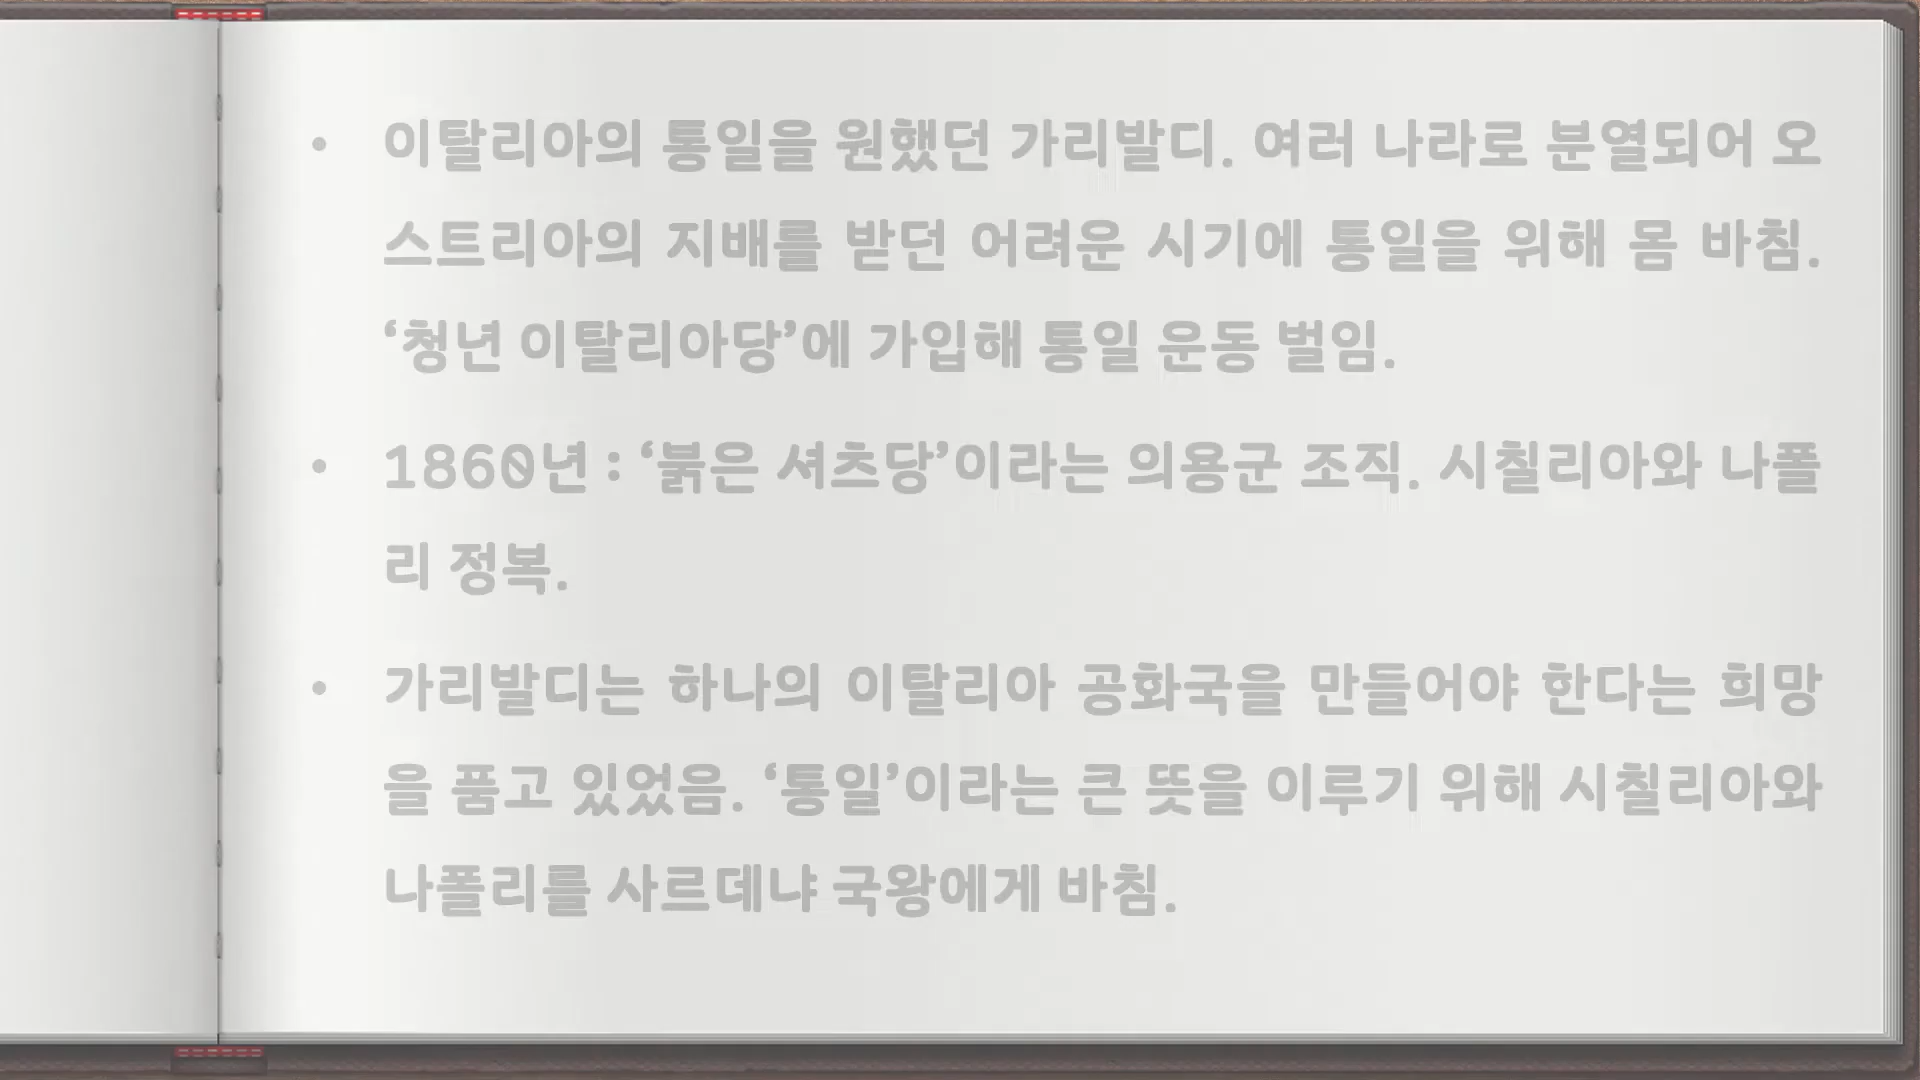 • 이탈리아의 통일을 원했던 가리발디. 여러 나라로 분열되어 오
스트리아의 지배를 받던 어려운 시기에 통일을 위해 몸 바침.
‘청년 이탈리아당’에 가입해 통일 운동 벌임.
• 1860년 : ‘붉은 셔츠당’이라는 의용군 조직. 시칠리아와 나폴
리 정복.
• 가리발디는 하나의 이탈리아 공화국을 만들어야 한다는 희망
을 품고 있었음. ‘통일’이라는 큰 뜻을 이루기 위해 시칠리아와
나폴리를 사르데냐 국왕에게 바침.